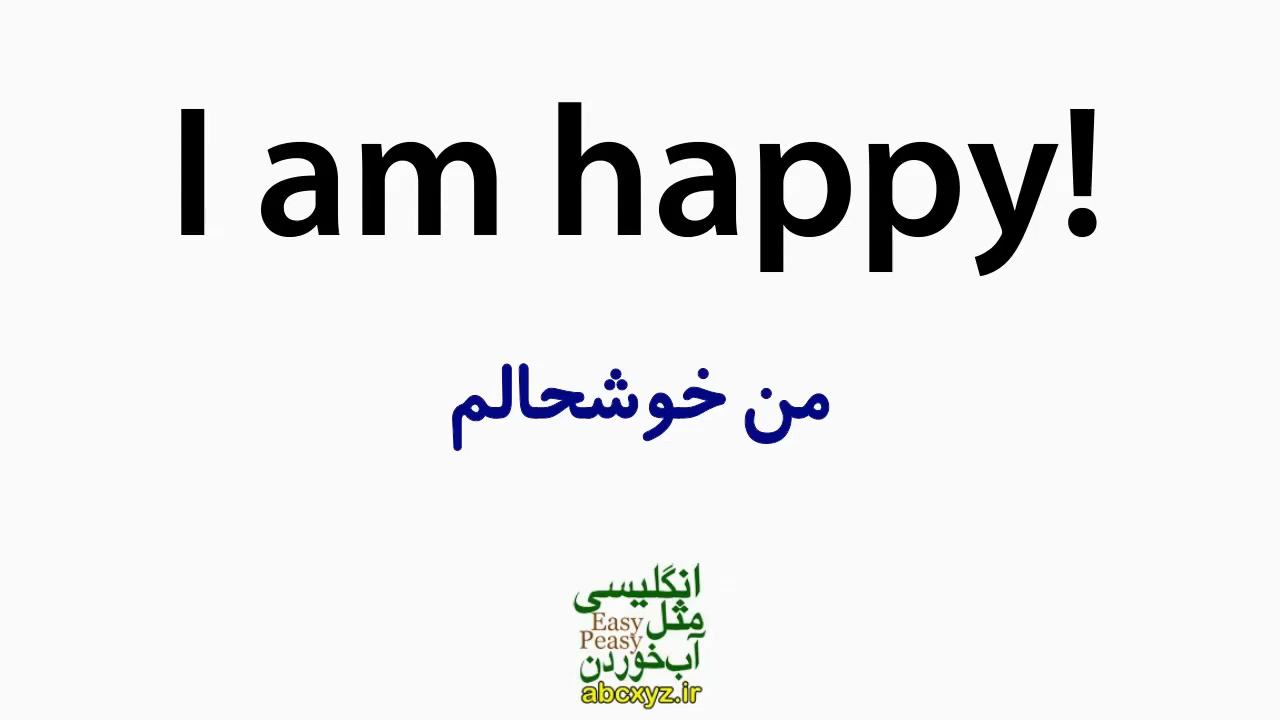 I am happy!
من خوشحالم
انگلیسی
مثل
Easy
Peasy
آب‌خوردن
abcxyz.ir